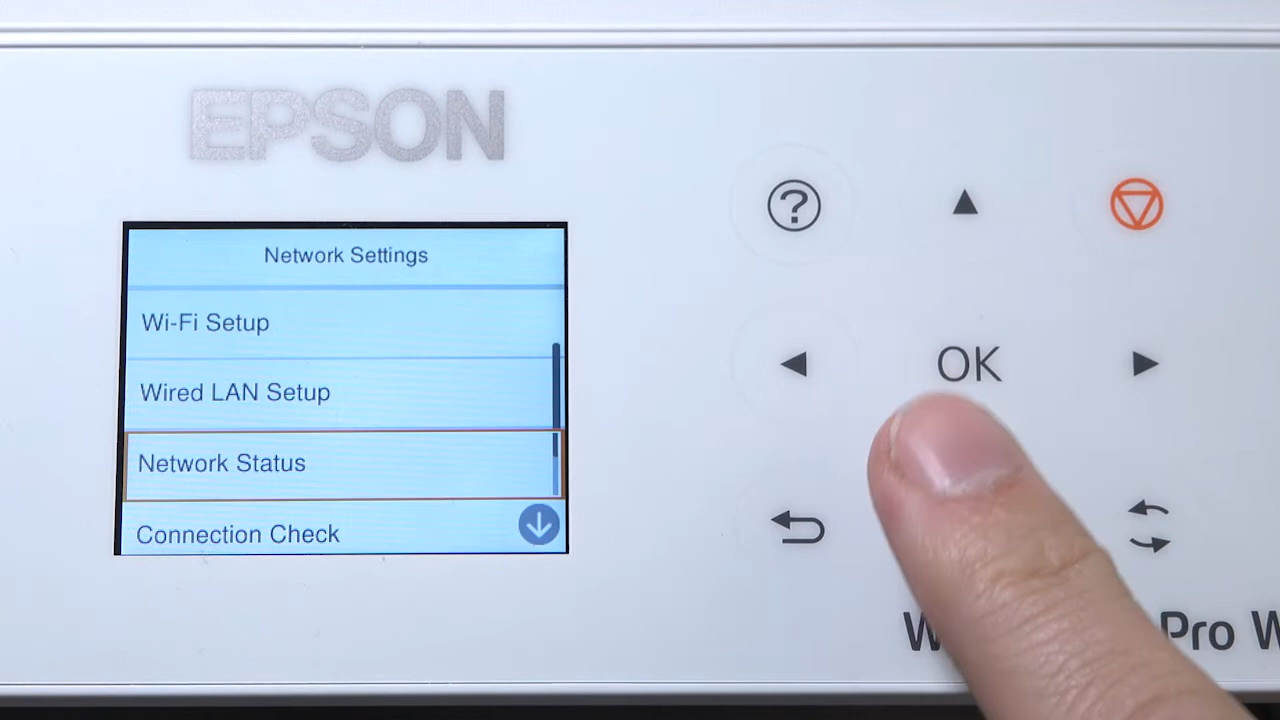 EPSON
Network Settings
Wi-Fi Setup
Wired LAN Setup
Network Status
Connection Check
?
OK
Pro